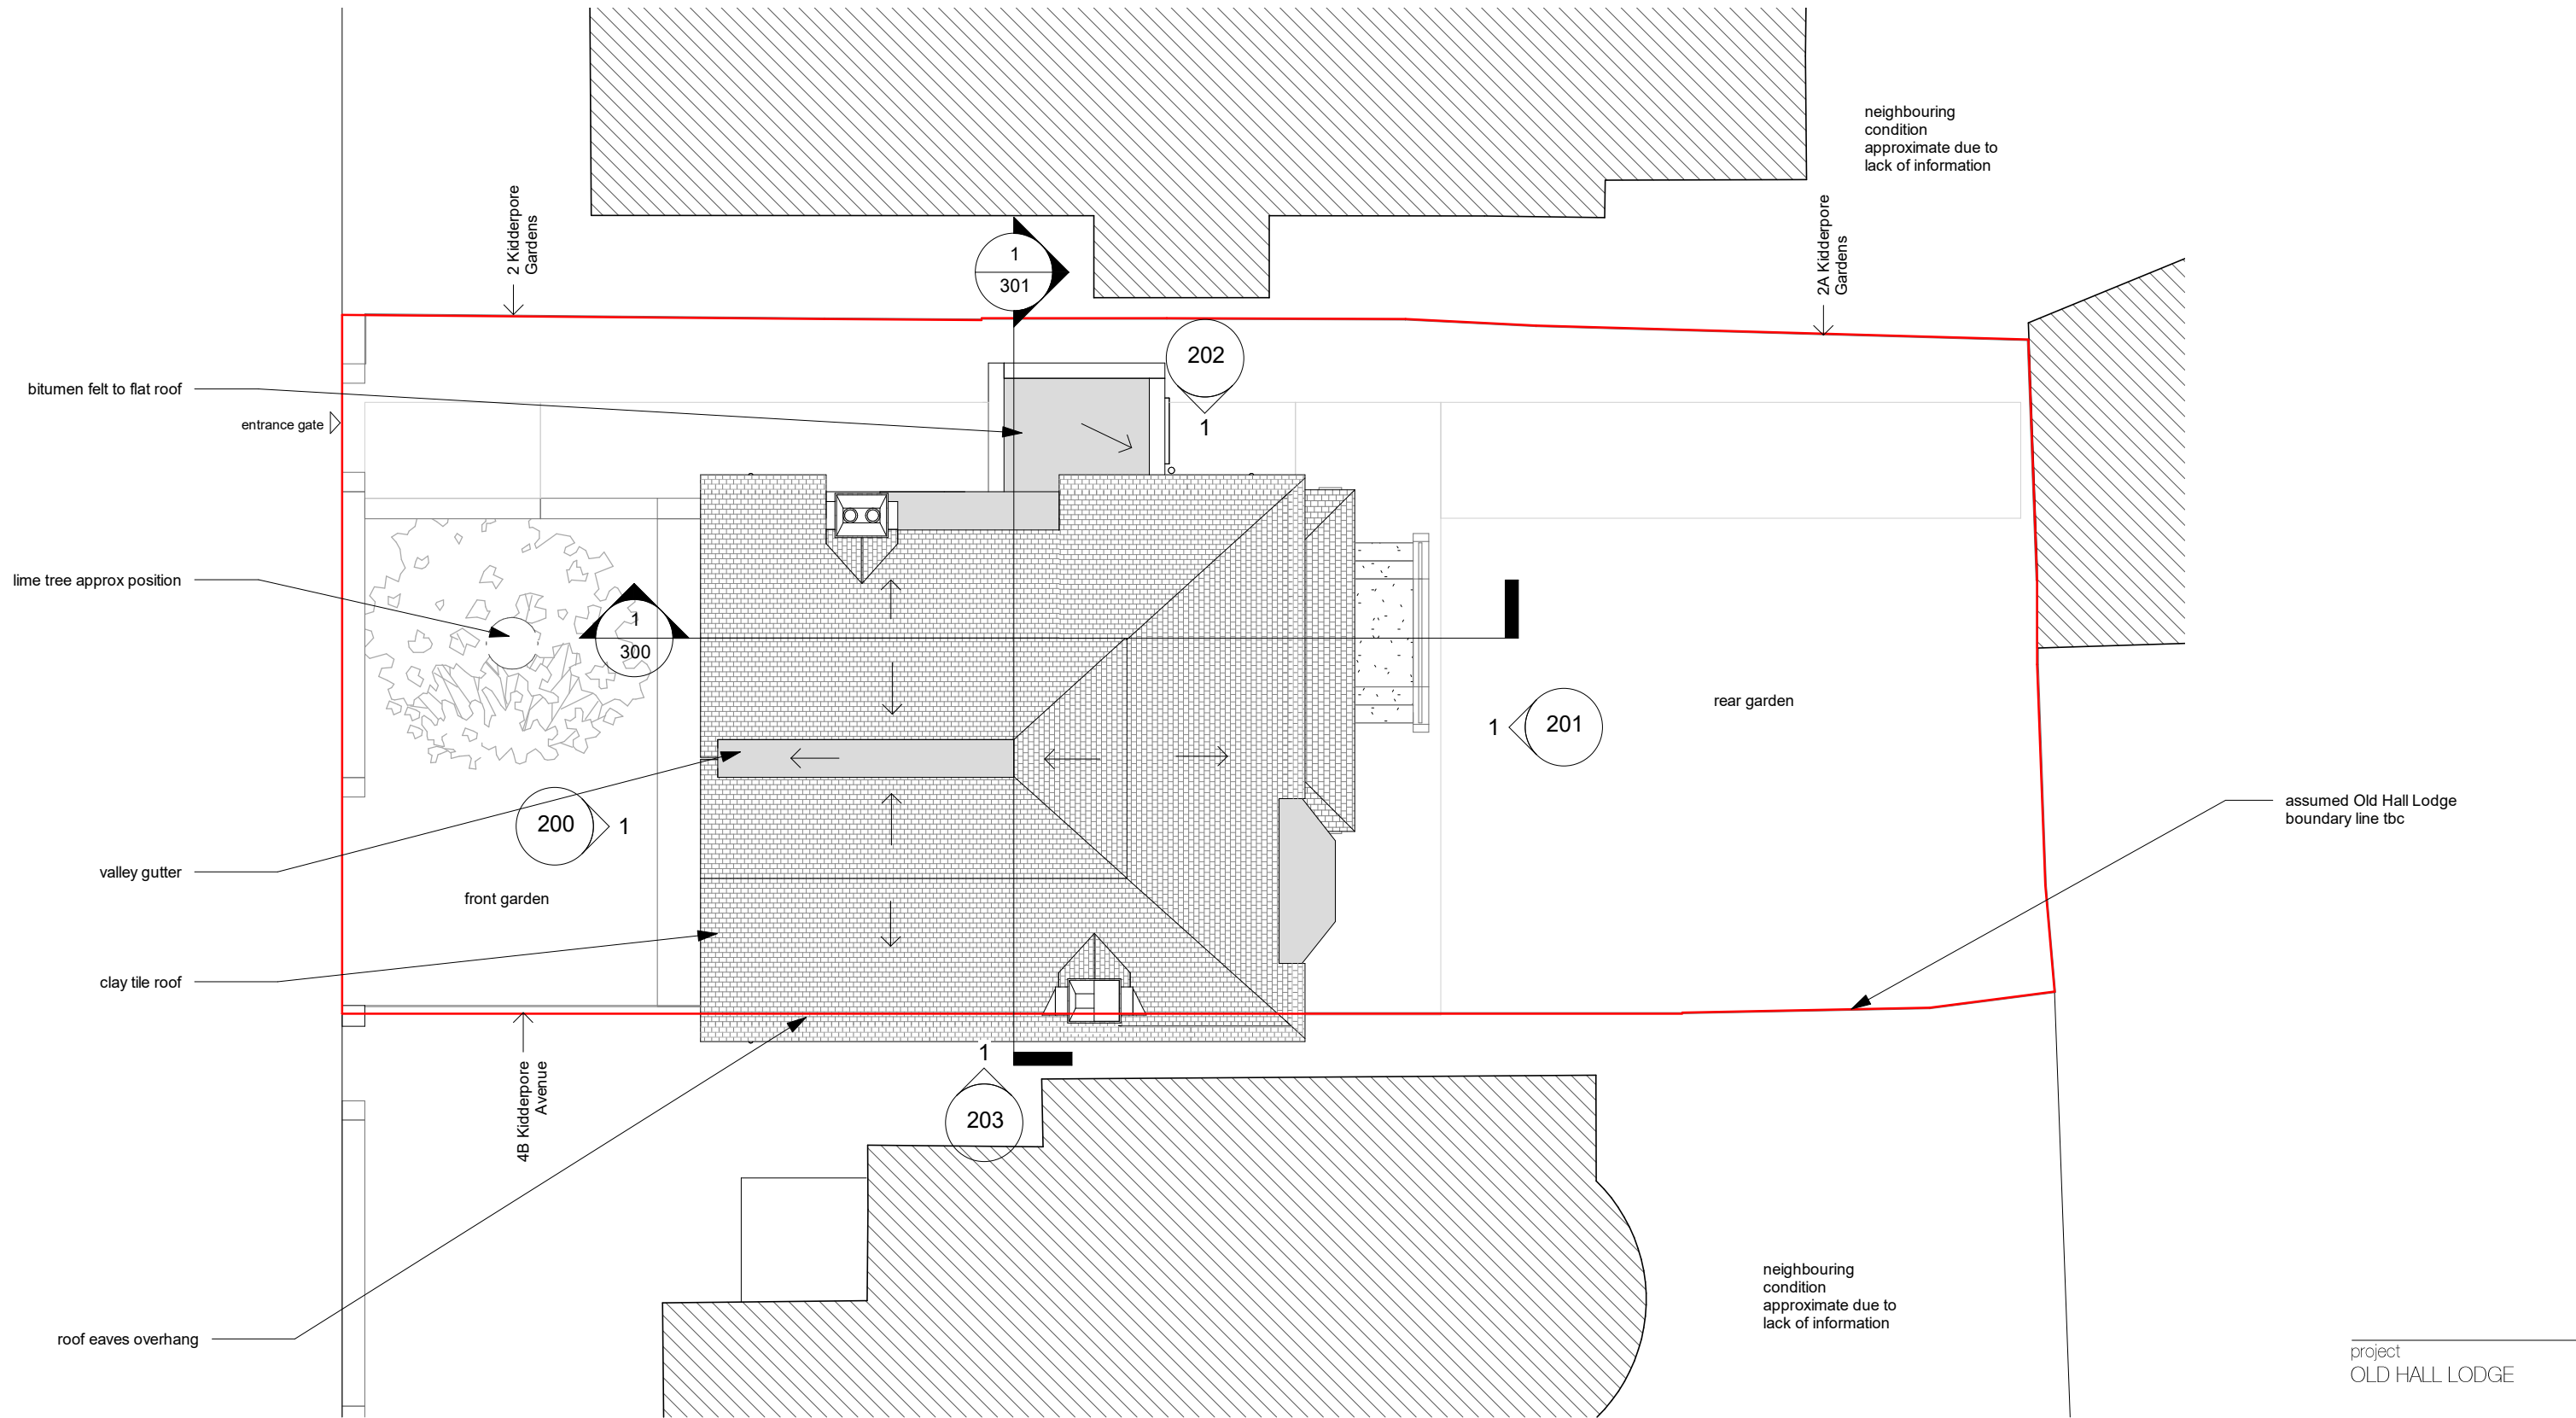 neighbouring
condition
approximate due to
lack of information
2 Kidderpore
Gardens
2A Kidderpore
Gardens
1
301
202
1
bitumen felt to flat roof
entrance gate
lime tree approx position
1
300
rear garden
1
201
200
1
assumed Old Hall Lodge
boundary line tbc
valley gutter
front garden
clay tile roof
1
203
4B Kidderpore
Avenue
neighbouring
condition
approximate due to
lack of information
roof eaves overhang
project
OLD HALL LODGE